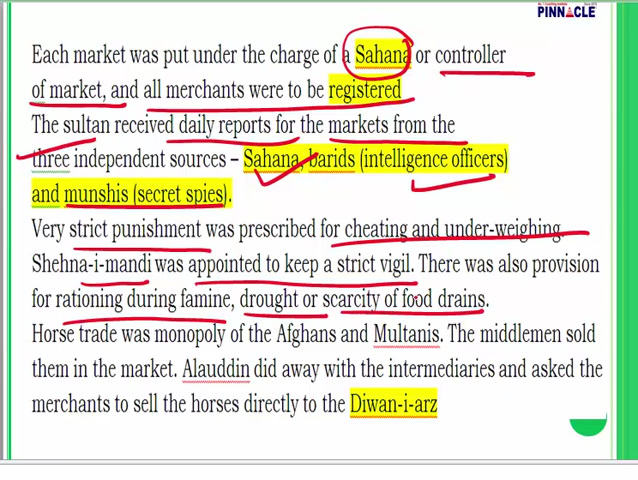 PINNACLE
Each market was put under the charge of a Sahana or controller
of market, and all merchants were to be registered
The sultan received daily reports for the markets from the
three independent sources – Sahana, barids (intelligence officers)
and munshis (secret spies).
Very strict punishment was prescribed for cheating and under-weighing.
Shehna-i-mandi was appointed to keep a strict vigil. There was also provision
for rationing during famine, drought or scarcity of food drains.
Horse trade was monopoly of the Afghans and Multanis. The middlemen sold
them in the market. Alauddin did away with the intermediaries and asked the
merchants to sell the horses directly to the Diwan-i-arz